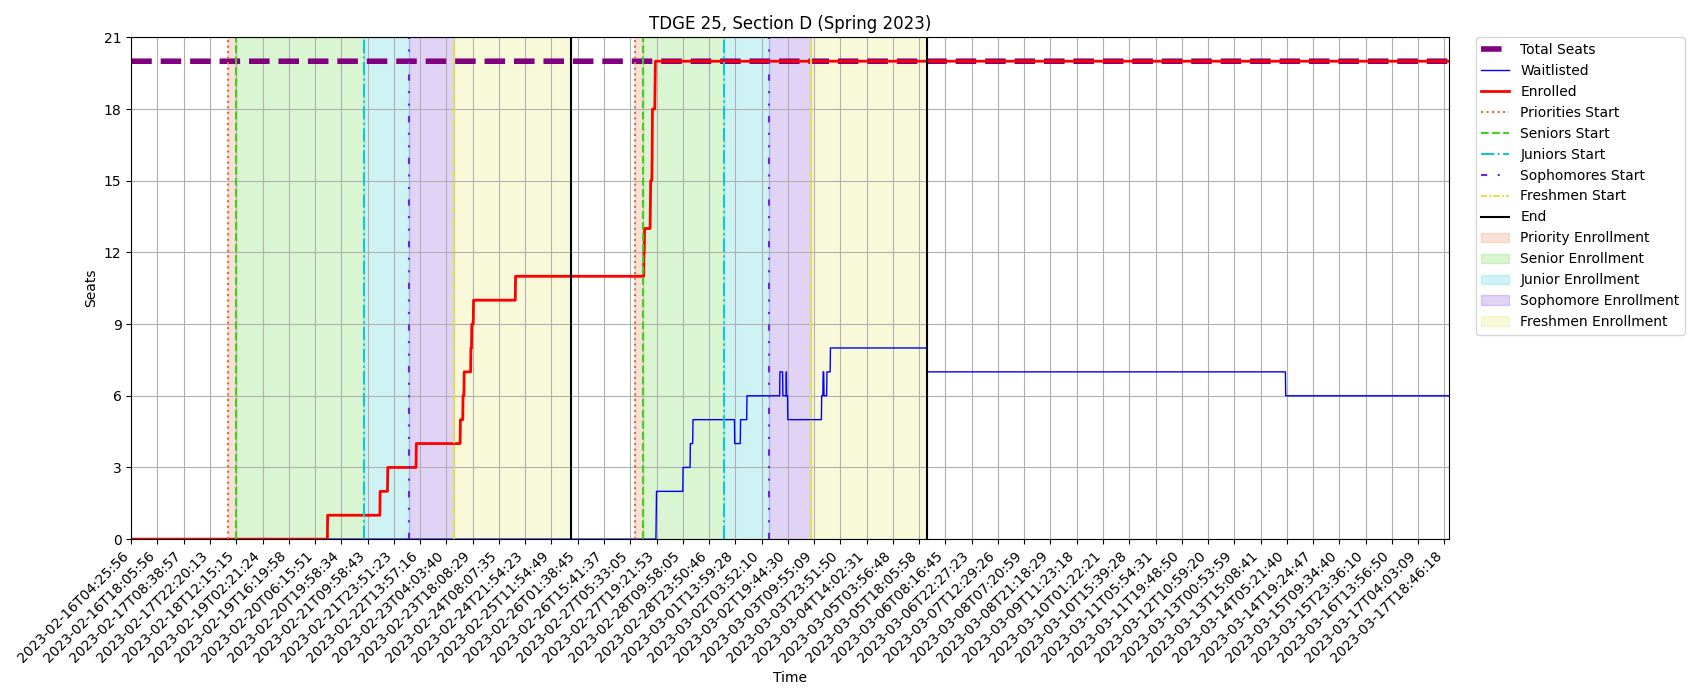 TDGE 25, Section D (Spring 2023)
21
18
15
12
9
6
3
0
Seats
2023-02-16T04:25:56
2023-02-16T18:05:56
2023-02-17T08:38:57
2023-02-17T22:20:13
2023-02-18T12:15:15
2023-02-19T02:21:24
2023-02-19T16:19:58
2023-02-20T06:15:51
2023-02-20T19:58:34
2023-02-21T09:58:43
2023-02-21T23:51:23
2023-02-22T13:57:16
2023-02-23T04:03:40
2023-02-23T18:08:29
2023-02-24T08:07:35
2023-02-24T21:54:23
2023-02-25T11:54:49
2023-02-26T01:38:45
2023-02-26T15:41:37
2023-02-27T05:33:05
2023-02-27T19:21:53
2023-02-28T09:58:05
2023-02-28T23:50:46
2023-03-01T13:59:28
2023-03-02T03:52:10
2023-03-02T19:44:30
2023-03-03T09:55:09
2023-03-03T23:51:50
2023-03-04T14:02:31
2023-03-05T03:56:48
2023-03-05T18:05:58
2023-03-06T08:16:45
2023-03-06T22:27:23
2023-03-07T12:29:26
2023-03-08T07:20:59
2023-03-08T21:18:29
2023-03-09T11:23:18
2023-03-10T01:22:21
2023-03-10T15:39:28
2023-03-11T05:54:31
2023-03-11T19:48:50
2023-03-12T10:59:20
2023-03-13T00:53:59
2023-03-13T15:08:41
2023-03-14T05:21:40
2023-03-14T19:24:47
2023-03-15T09:34:40
2023-03-15T23:36:10
2023-03-16T13:56:50
2023-03-17T04:03:09
2023-03-17T18:46:18
Time
Total Seats
Waitlisted
Enrolled
Priorities Start
Seniors Start
Juniors Start
Sophomores Start
Freshmen Start
End
Priority Enrollment
Senior Enrollment
Junior Enrollment
Sophomore Enrollment
Freshmen Enrollment